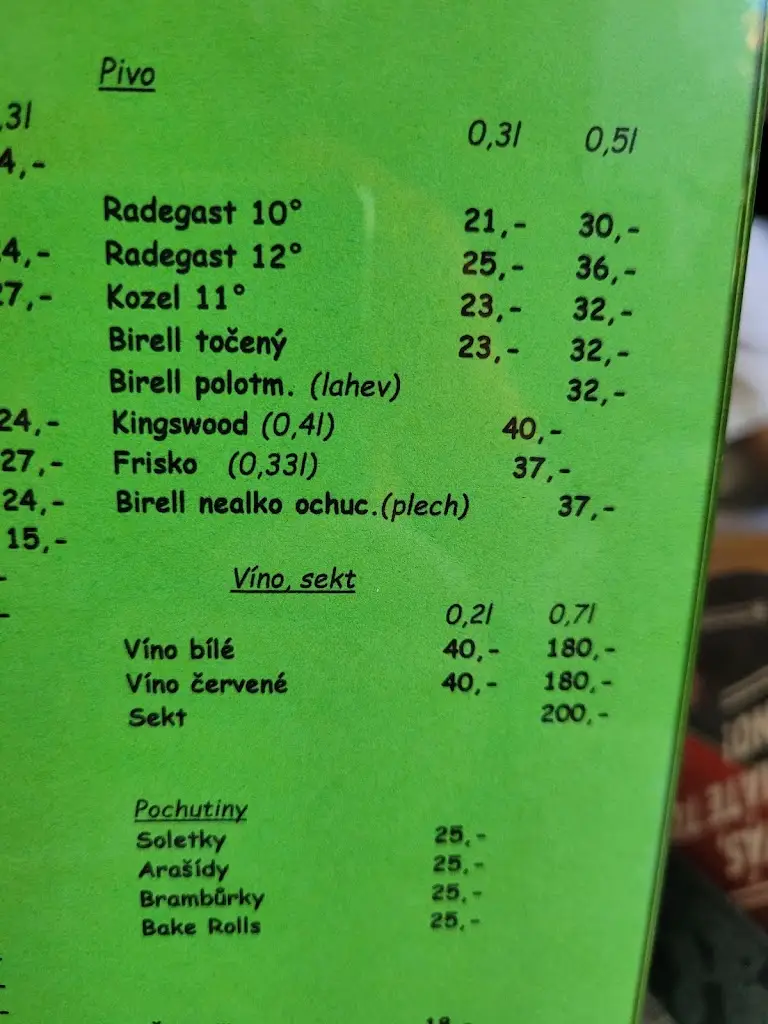 Pivo
,3l
0,3l 0,5l
4,-
Radegast 10° 21,- 30,-
4,- Radegast 12° 25,- 36,-
27,- Kozel 11° 23,- 32,-
Birell točený 23,- 32,-
Birell polotm. (lahev) 32,-
24,- Kingswood (0,4l) 40,-
27,- Frisko (0,33l) 37,-
24,- Birell nealko ochuc.(plech) 37,-
15,-
Víno, sekt
0,2l 0,7l
Víno bílé 40,- 180,-
Víno červené 40,- 180,-
Sekt 200,-
Pochutiny
Soletky 25,-
Arašídy 25,-
Brambůrky 25,-
Bake Rolls 25,-